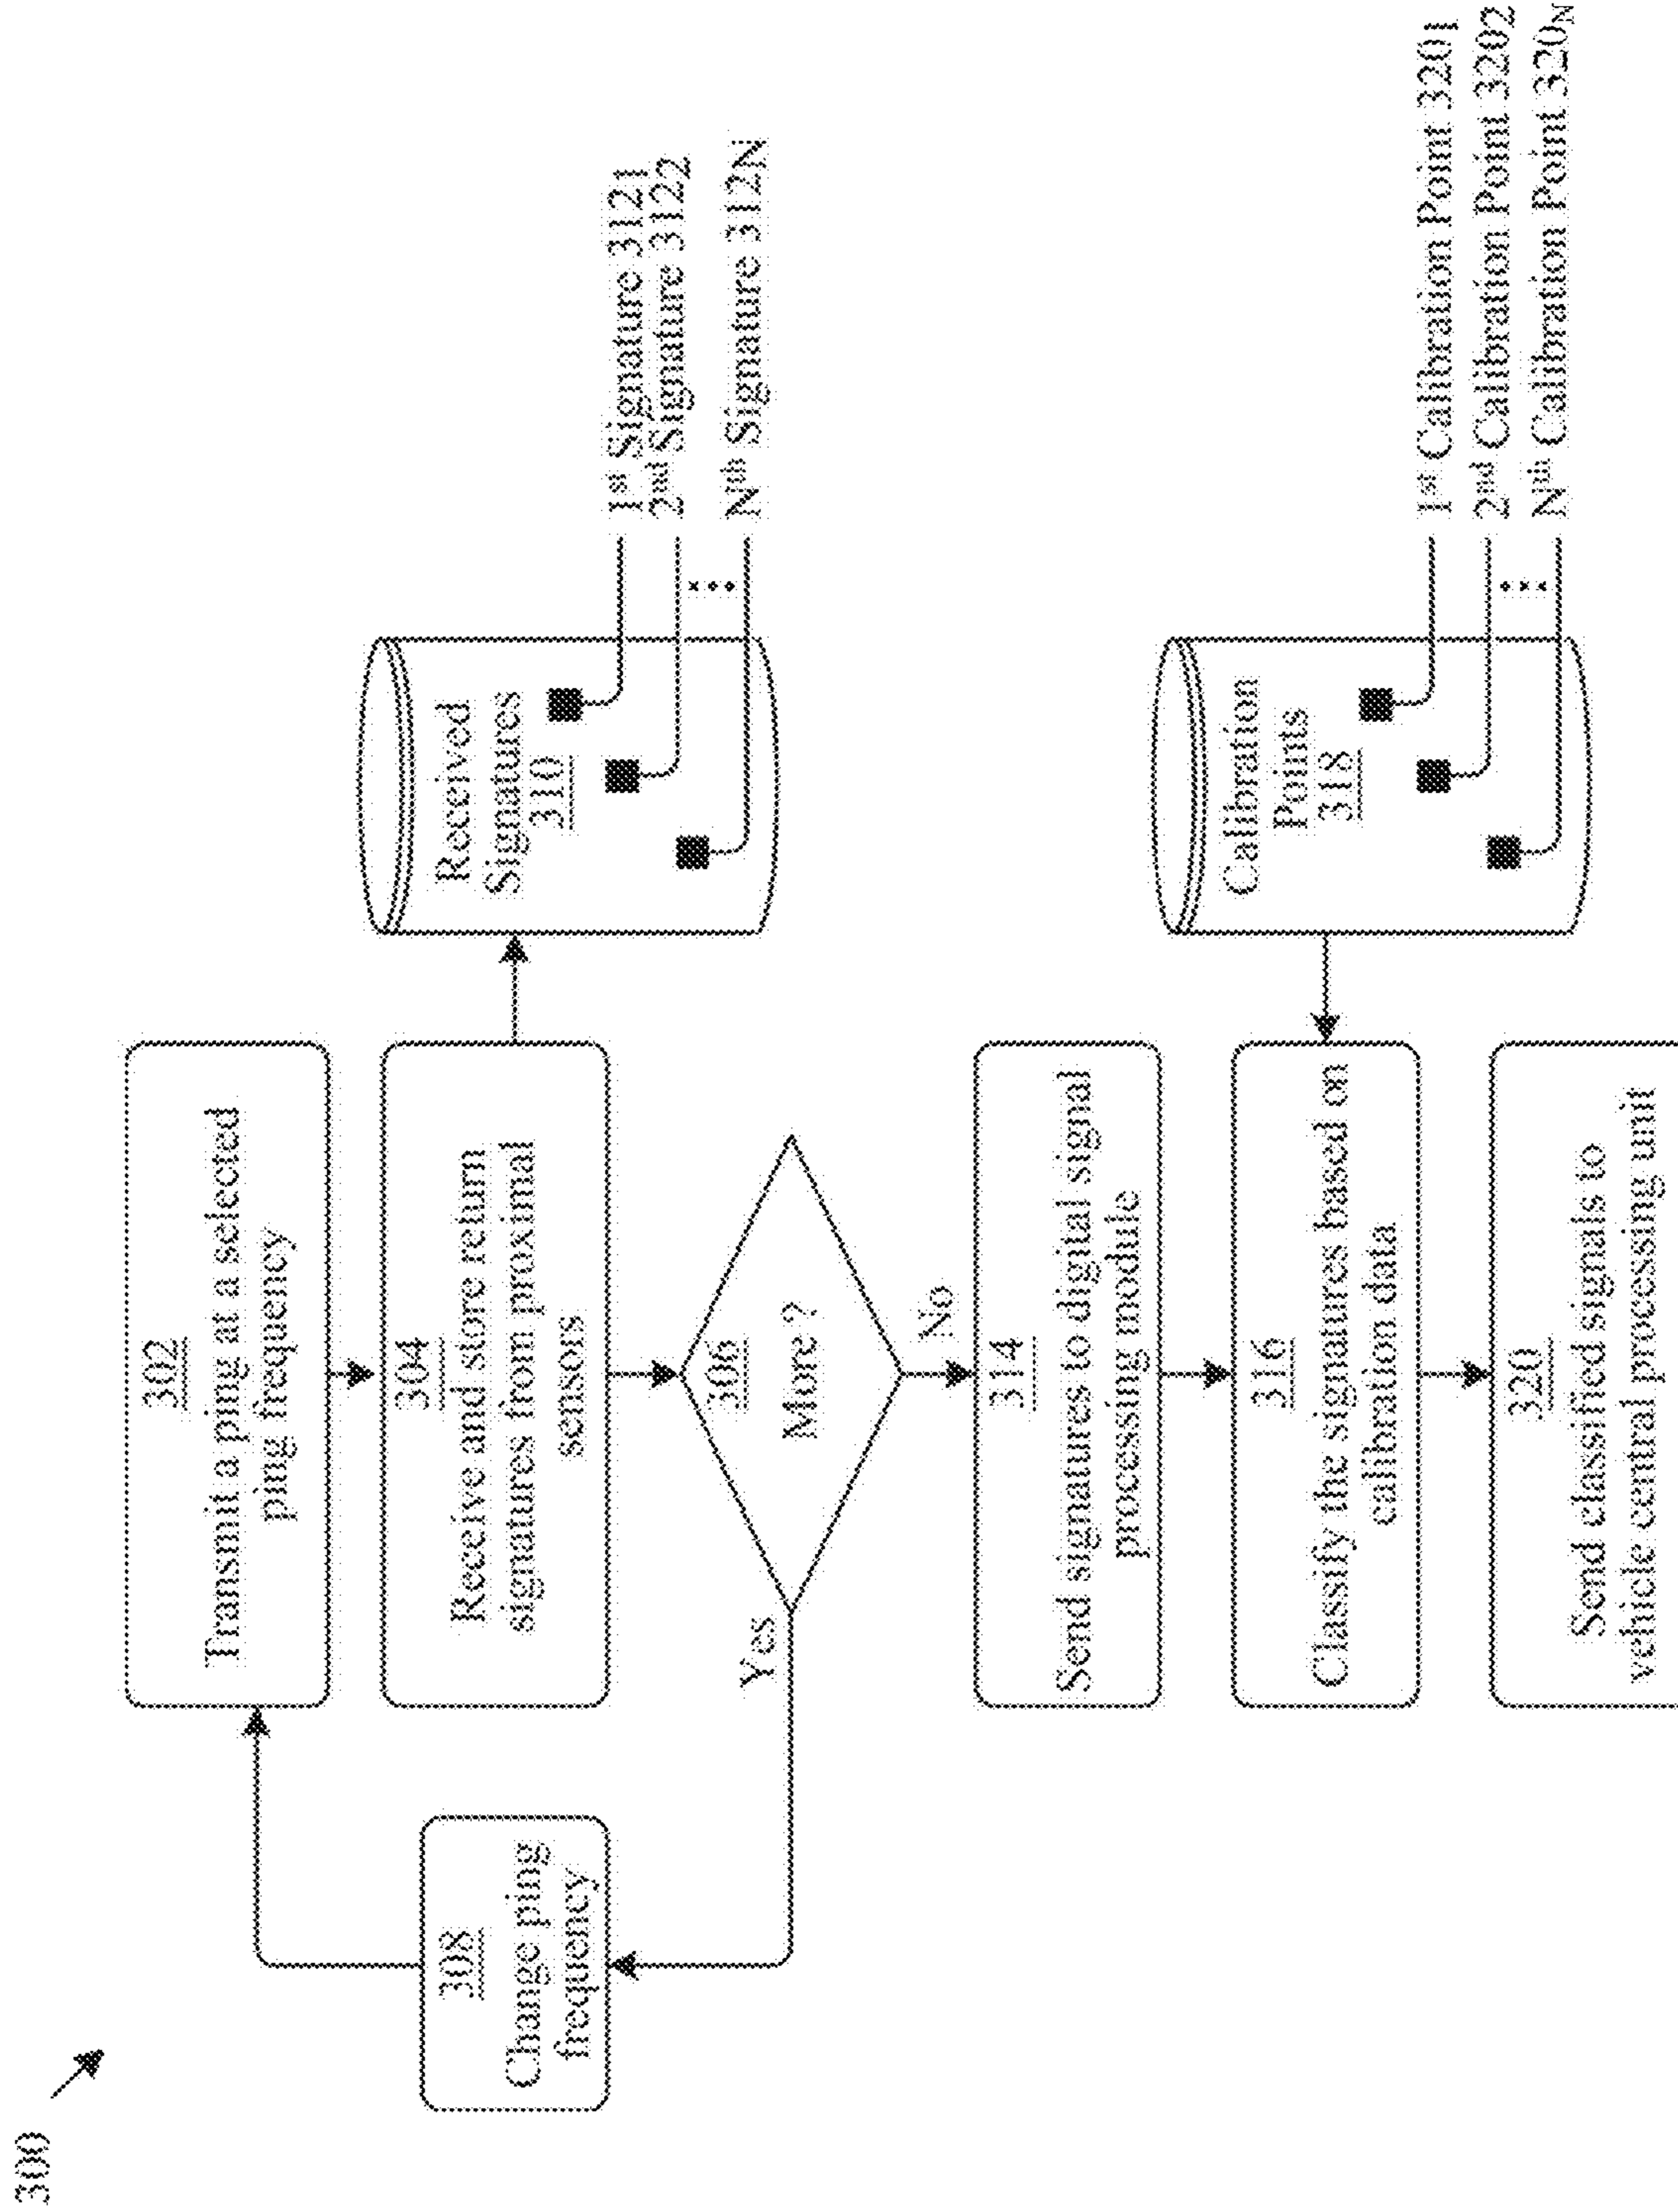 300
302
Transmit a ping at a selected
ping frequency
304
Receive and store return
signatures from proximal
sensors
306
More?
Yes
No
308
Change ping
frequency
Received
Signatures
310
1st Signature 312₁
2nd Signature 312₂
Nth Signature 312N
314
Send signatures to digital signal
processing module
316
Classify the signatures based on
calibration data
Calibration
Points
318
1st Calibration Point 320₁
2nd Calibration Point 320₂
Nth Calibration Point 320N
320
Send classified signals to
vehicle central processing unit